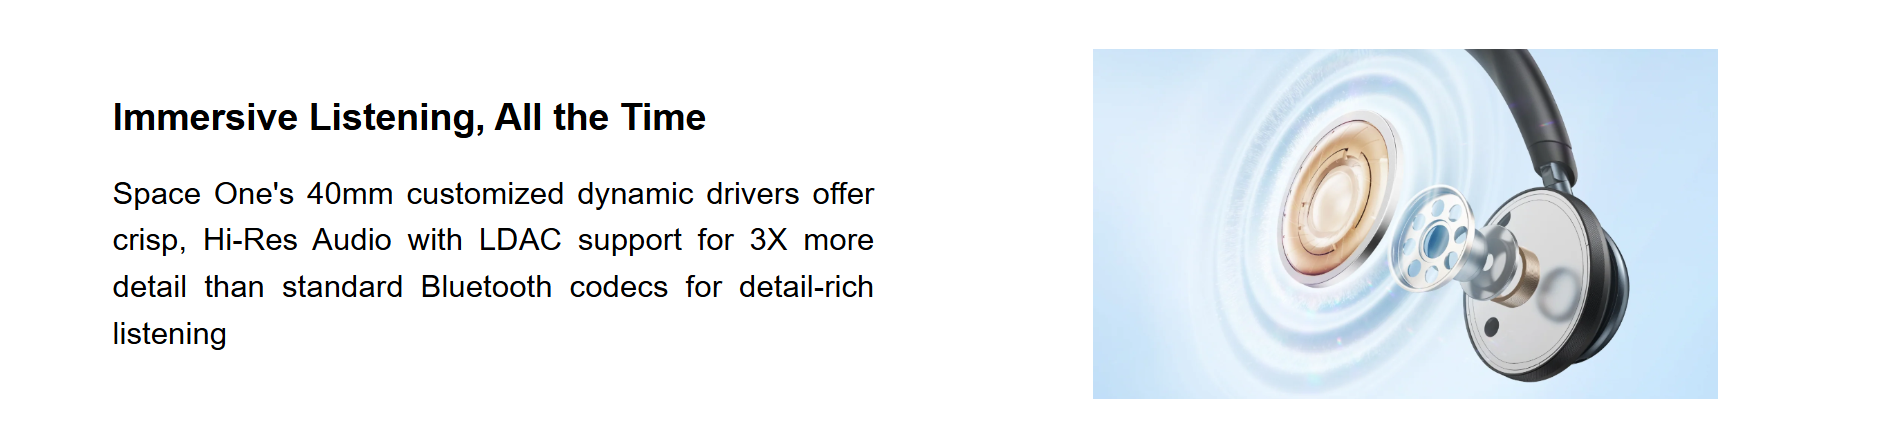 Immersive Listening, All the Time
Space One's 40mm customized dynamic drivers offer
crisp, Hi-Res Audio with LDAC support for 3X more
detail than standard Bluetooth codecs for detail-rich
listening